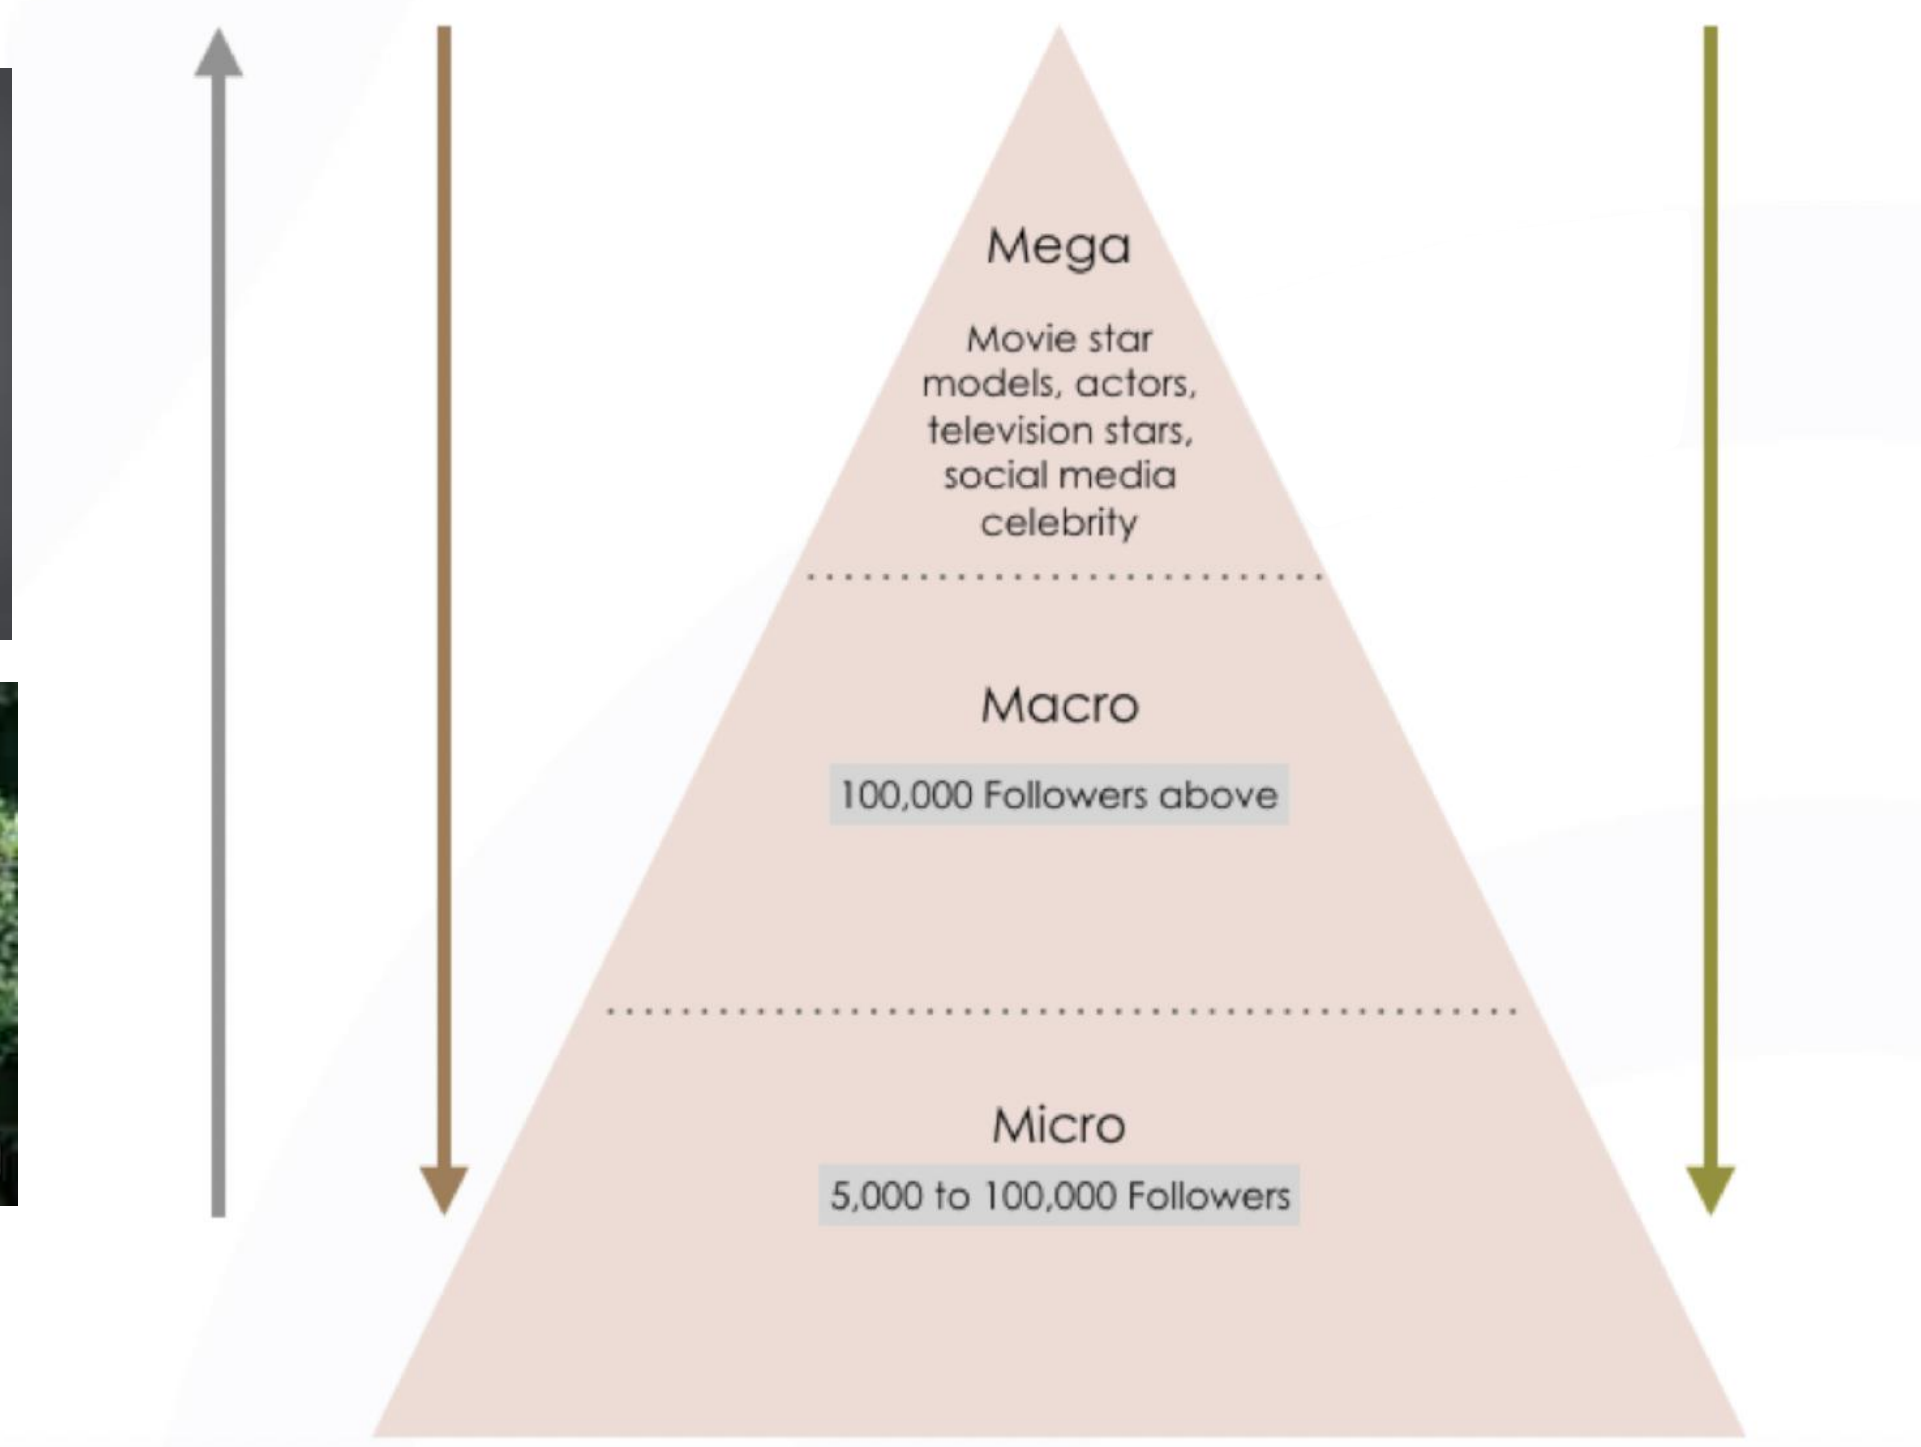 Mega
Movie star
models, actors,
television stars,
social media
celebrity
Macro
100,000 Followers above
Micro
5,000 to 100,000 Followers